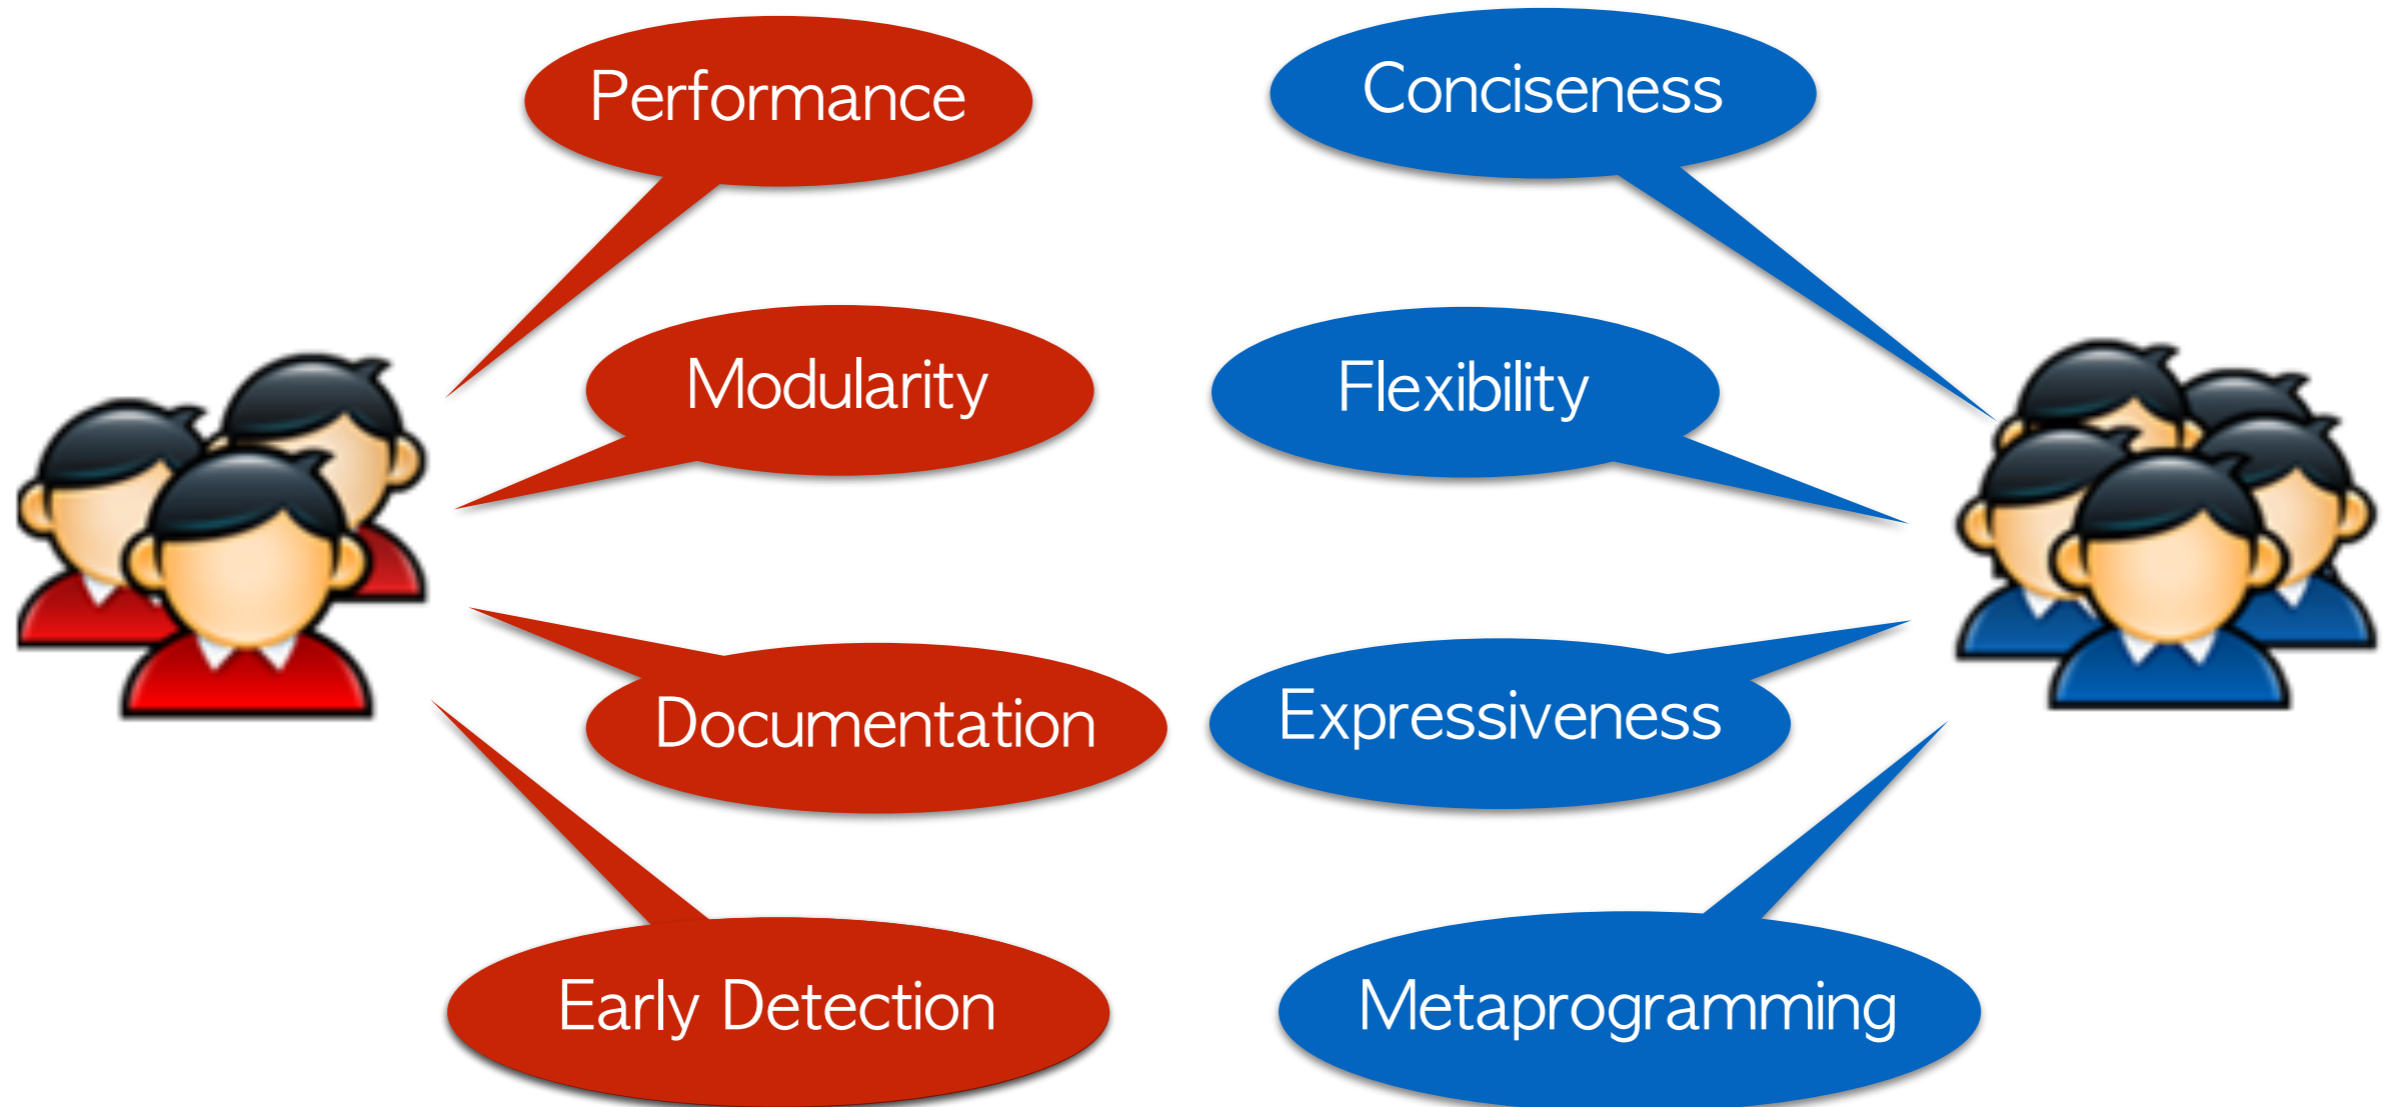 Performance
Conciseness
Modularity
Flexibility
Documentation
Expressiveness
Early Detection
Metaprogramming